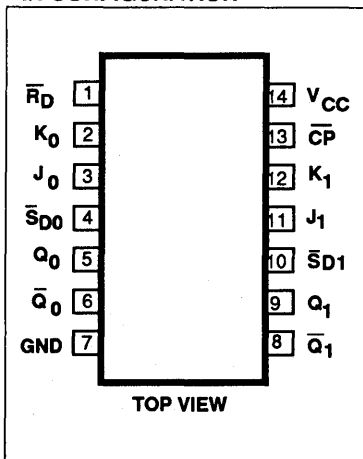 R̅D 1 14 VCC
K0 2 13 C̅P̅
J0 3 12 K1
S̅D0 4 11 J1
Q0 5 10 S̅D1
Q̅0 6 9 Q1
GND 7 8 Q̅1
TOP VIEW